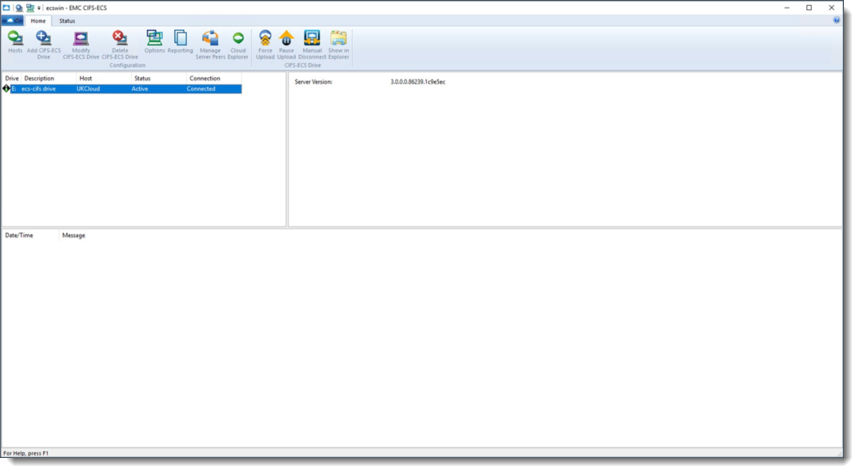 ecswin - EMC CIFS-ECS
Home Status
Hosts Add CIFS-ECS Drive Modify CIFS-ECS Drive Delete CIFS-ECS Drive Options Reporting Manage Server Peers Cloud Explorer Force Upload Pause Upload Manual Disconnect Show in Explorer
Configuration CIFS-ECS Drive
Drive Description Host Status Connection
ecs-cifs drive UKCloud Active Connected
Server Version: 3.0.0.0.86239.1c9e5ec
Date/Time Message
For Help, press F1